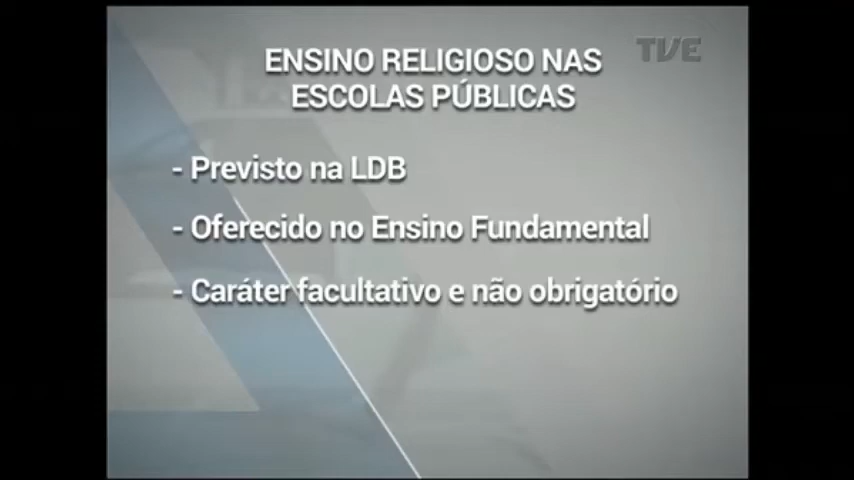 TVE
ENSINO RELIGIOSO NAS
ESCOLAS PÚBLICAS
- Previsto na LDB
- Oferecido no Ensino Fundamental
- Caráter facultativo e não obrigatório